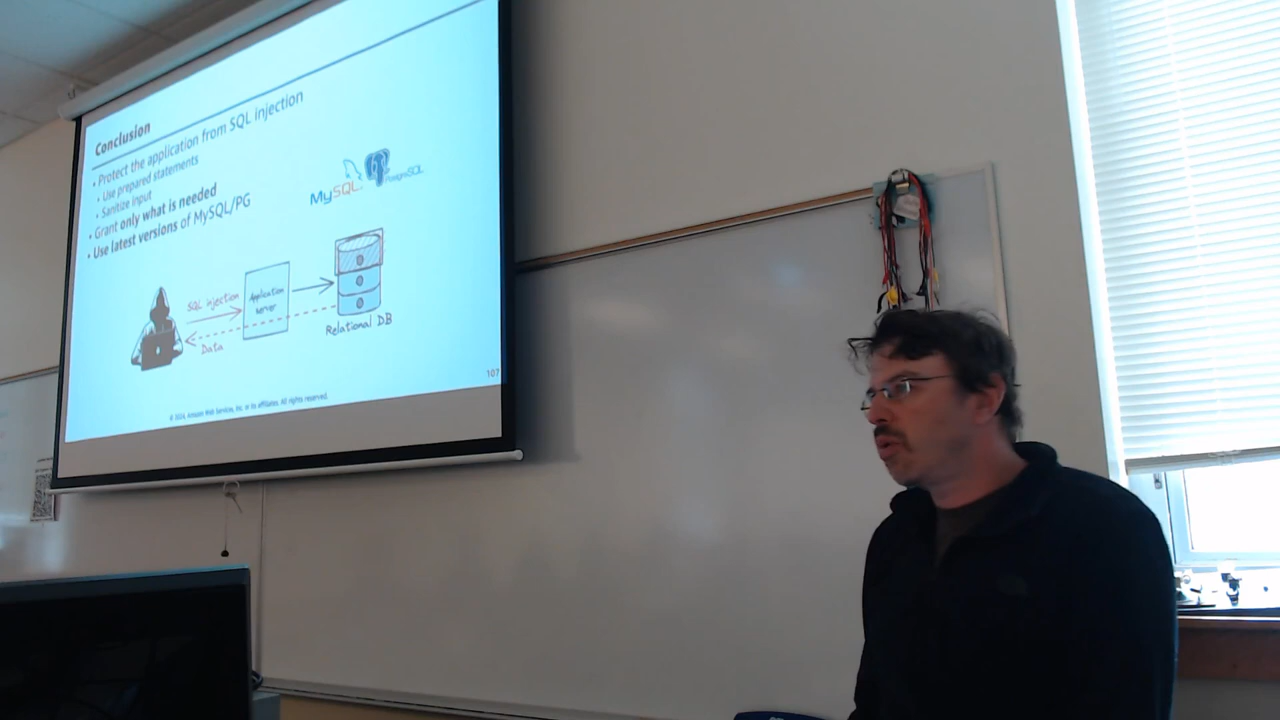 Conclusion
• Protect the application from SQL injection
• Use prepared statements
• Sanitize input
• Grant only what is needed
• Use latest versions of MySQL/PG
MySQL
PostgreSQL
SQL injection
Application server
Data
Relational DB
107
© 2024, Amazon Web Services, Inc. or its affiliates. All rights reserved.